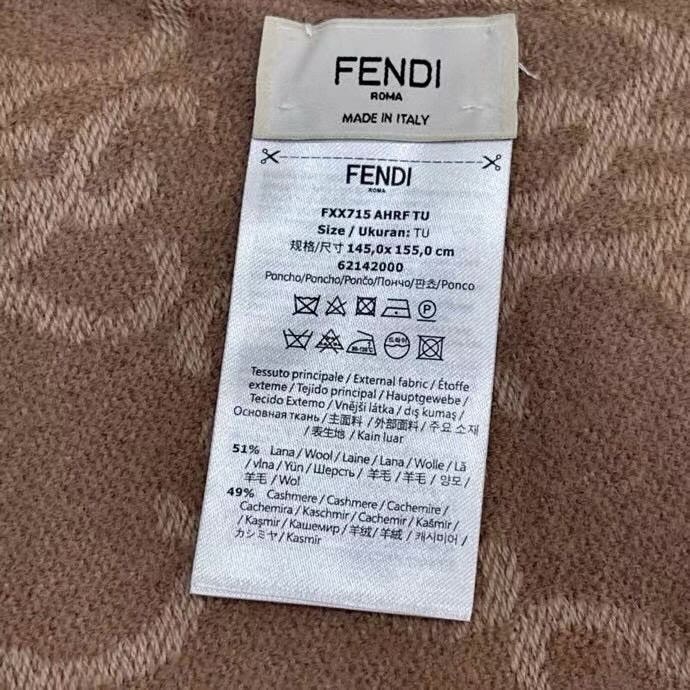 FENDI
ROMA
MADE IN ITALY
FENDI
ROMA
FXX715 AHRF TU
Size / Ukuran: TU
规格/尺寸 145,0x 155,0 cm
62142000
Poncho/Poncho/Pončo/Пончо/판쵸/Ponco
Tessuto principale / External fabric / Étoffe
externe / Tejido principal / Hauptgewebe /
Tecido Externo / Vnější látka / dış kumaş /
Основная ткань / 主面料 / 外部面料 / 주요 소재
/ 表生地 / Kain luar
51% Lana / Wool / Laine / Lana / Wolle / Lã
/ vlna / Yün / Шерсть / 羊毛 / 羊毛 / 양모 /
羊毛 / Wol
49% Cashmere / Cashmere / Cachemire /
Cachemira / Kaschmir / Cachemir / Kašmír /
/ Kaşmir / Кашемир / 羊绒/ 羊絨 / 캐시미어 /
カシミヤ / Kasmir